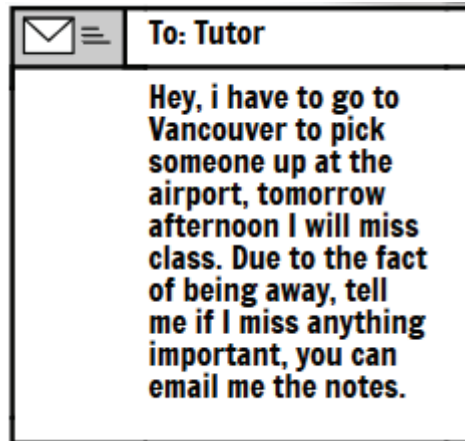 To: Tutor
Hey, i have to go to
Vancouver to pick
someone up at the
airport, tomorrow
afternoon I will miss
class. Due to the fact
of being away, tell
me if I miss anything
important, you can
email me the notes.